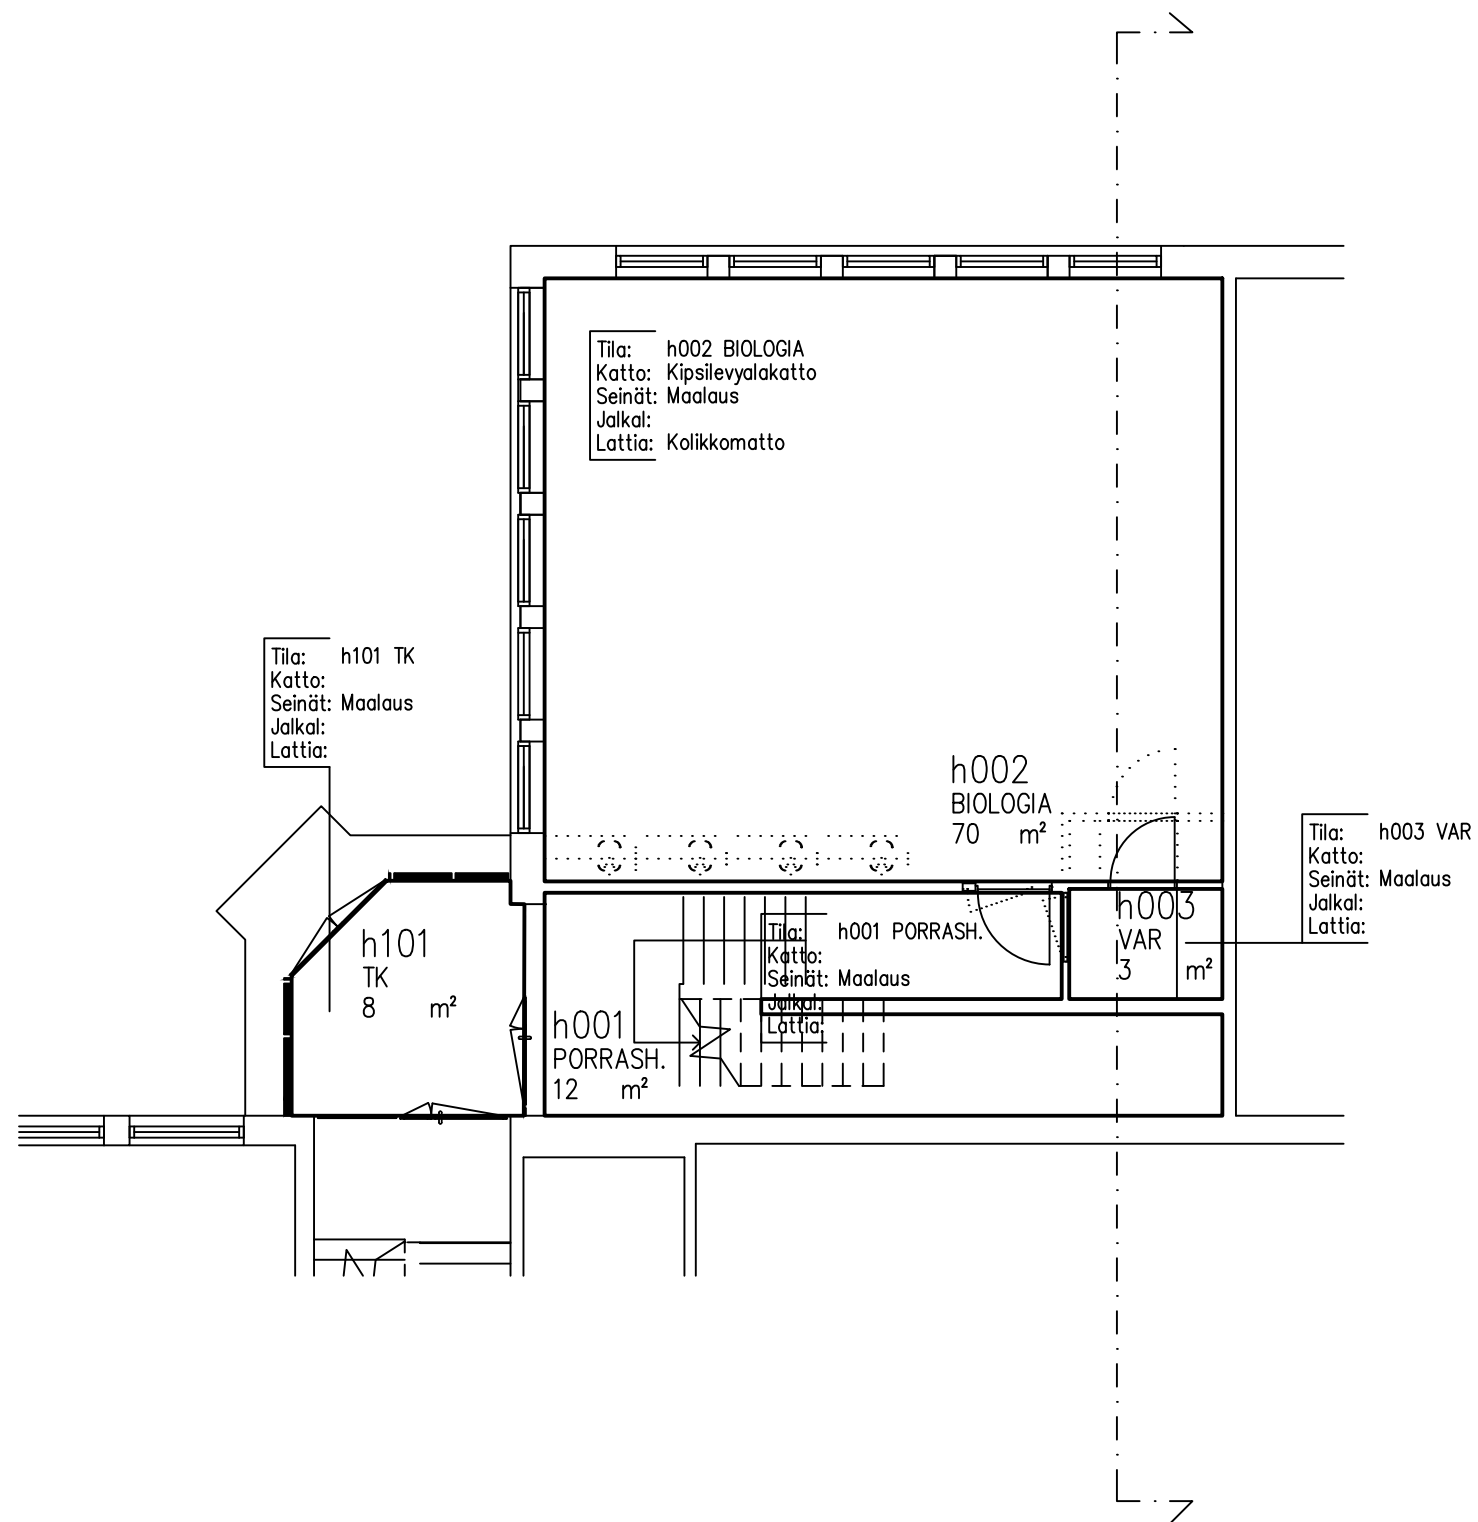 Tila: h002 BIOLOGIA
Katto: Kipsilevyalakatto
Seinät: Maalaus
Jalkal:
Lattia: Kolikkomatto
Tila: h101 TK
Katto:
Seinät: Maalaus
Jalkal:
Lattia:
h002
BIOLOGIA
70 m²
Tila: h003 VAR
Katto:
Seinät: Maalaus
Jalkal:
Lattia:
h003
VAR
3 m²
h101
TK
8 m²
Tila: h001 PORRASH.
Katto:
Seinät: Maalaus
Jalkal:
Lattia:
h001
PORRASH.
12 m²